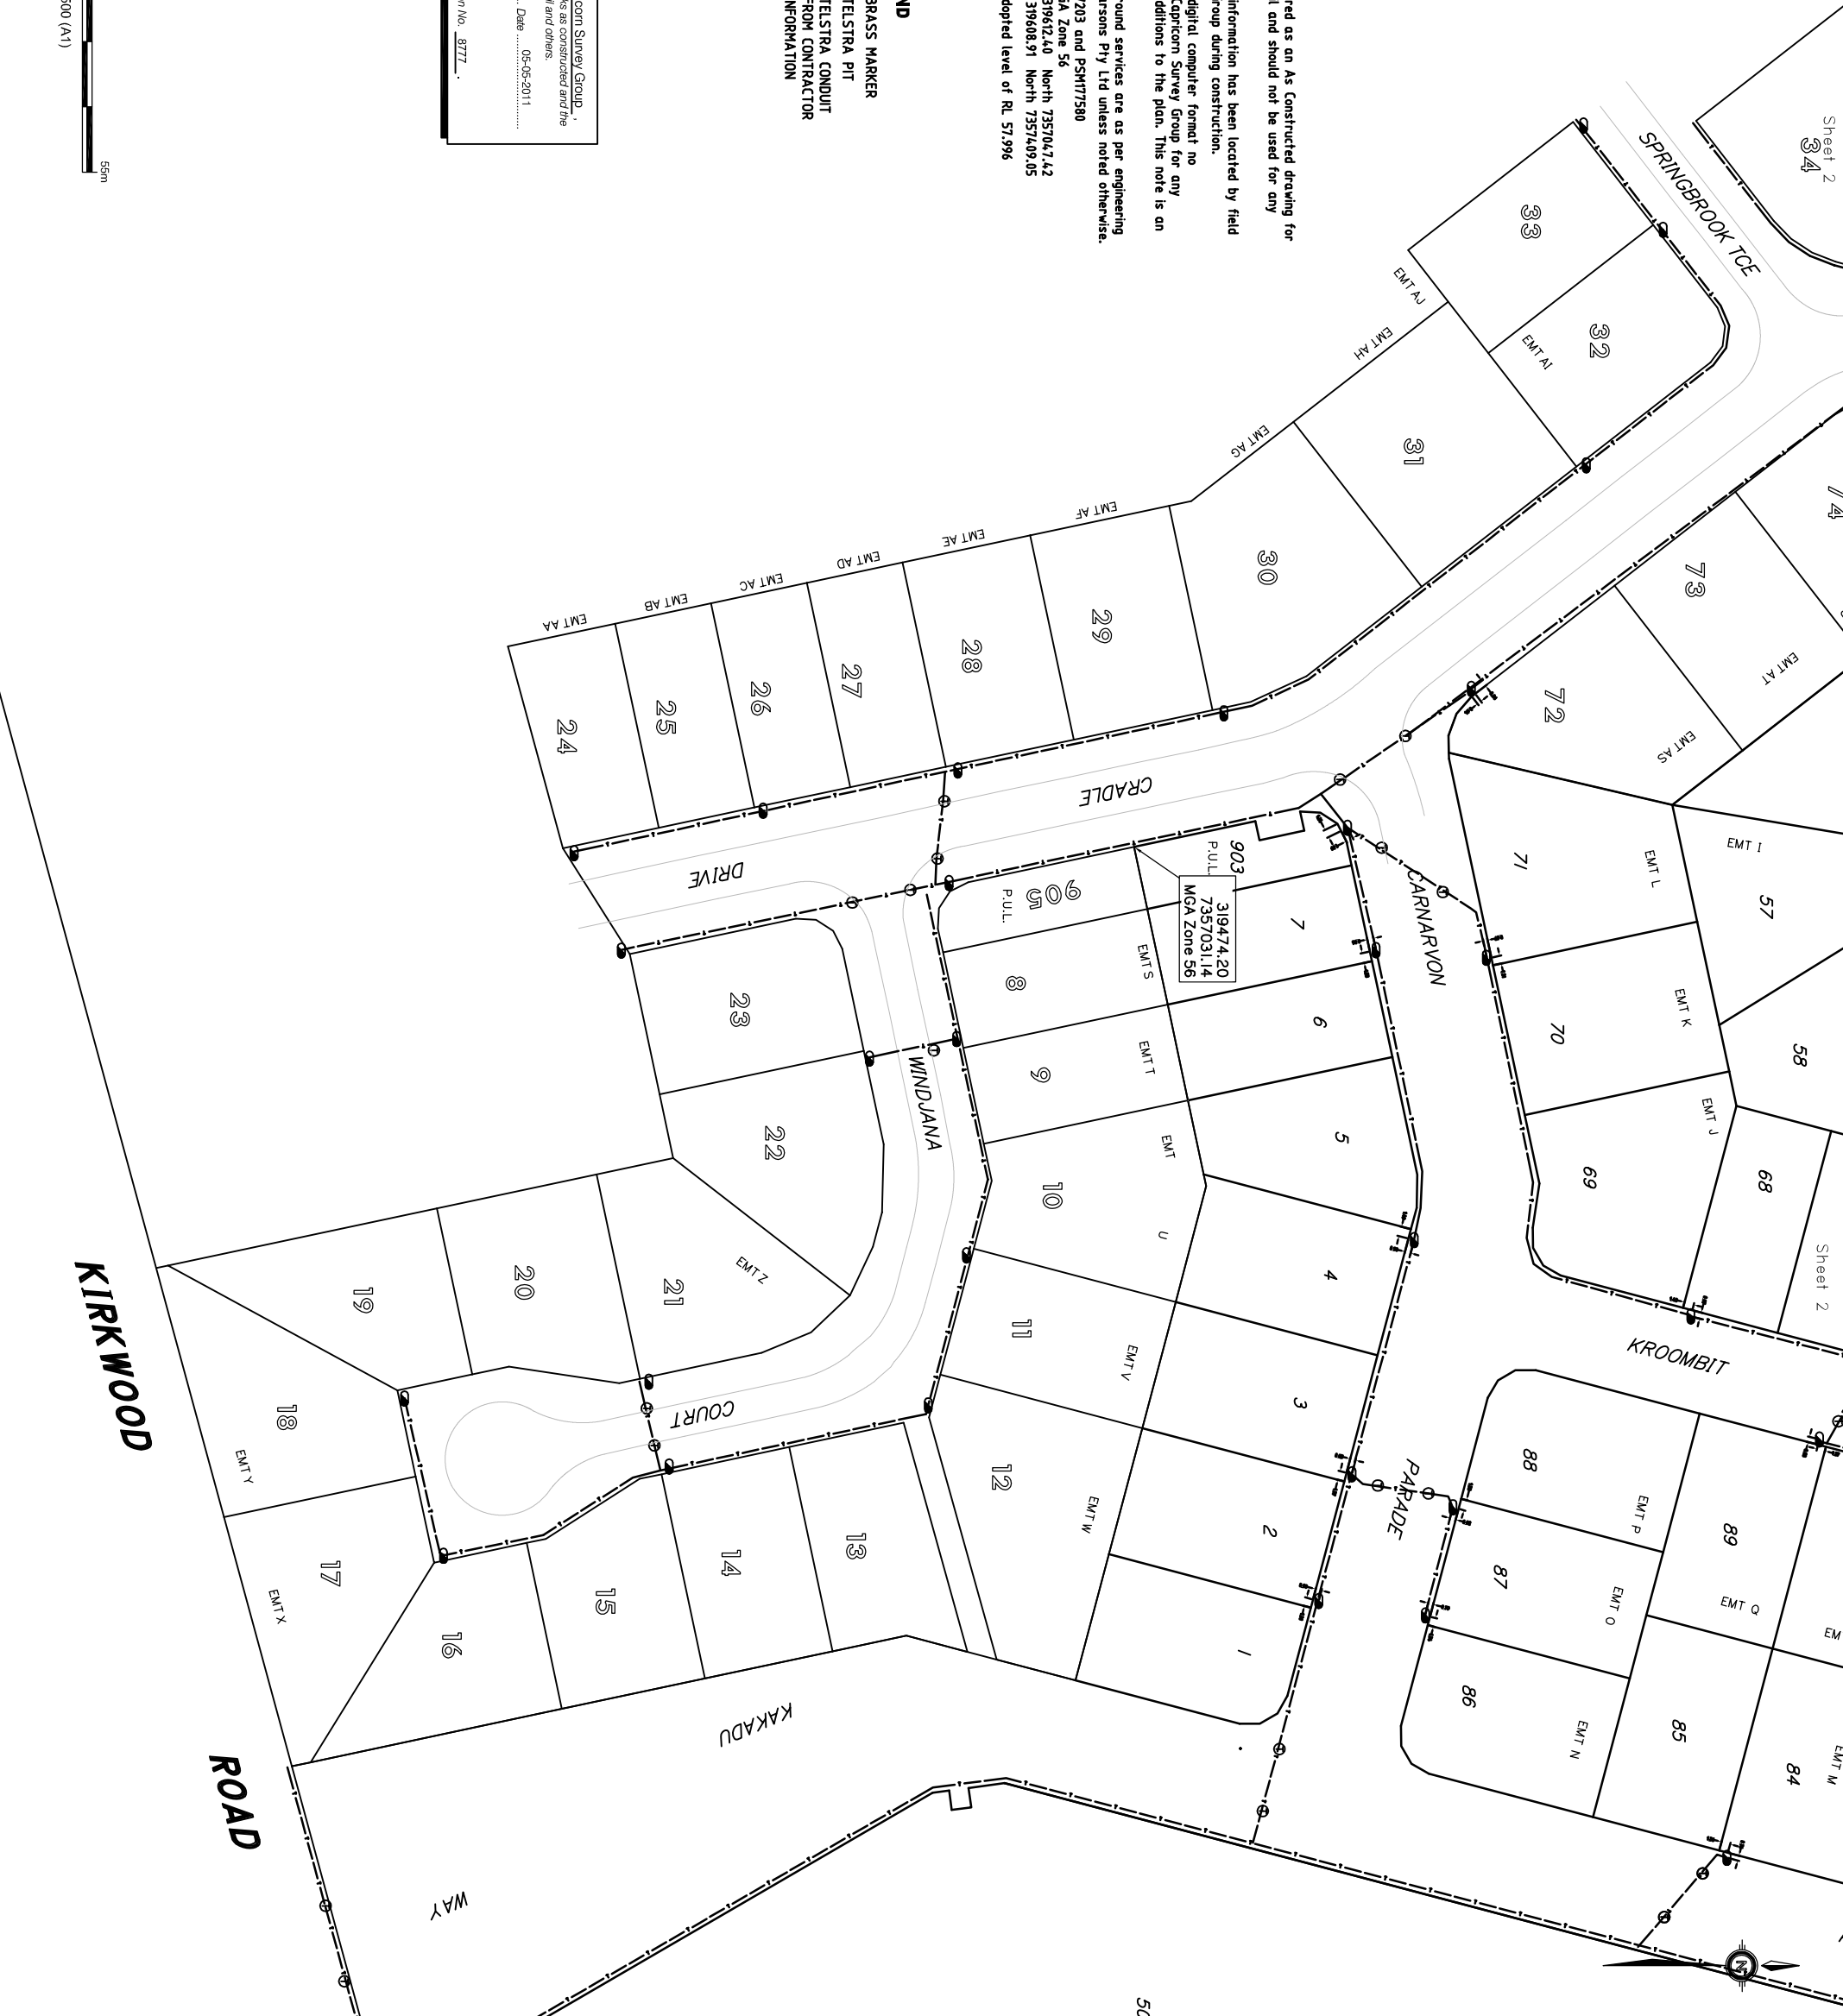 red as an As Constructed drawing for
l and should not be used for any
information has been located by field
roup during construction.
digital computer format no
Capricorn Survey Group for any
dditions to the plan. This note is an
round services are as per engineering
arsons Pty Ltd unless noted otherwise.
7203 and PSM177580
GA Zone 56
319612.40 North 7357047.42
319608.91 North 7357409.05
dopted level of RL 57.996
ND
BRASS MARKER
TELSTRA PIT
TELSTRA CONDUIT
FROM CONTRACTOR
INFORMATION
corn Survey Group ,
ks as constructed and the
il and others.
. Date 05-05-2011
n No. 8777 .
500 (A1)
55m
Sheet 2
34
SPRINGBROOK TCE
33
EMT AJ
32
EMT AI
EMT AH
31
EMT AG
30
EMT AF
29
EMT AE
28
EMT AD
27
EMT AC
26
EMT AB
25
EMT AA
24
74
73
EMT AT
72
EMT AS
CRADLE
DRIVE
903
P.U.L.
905
P.U.L.
319474.20
7357031.14
MGA Zone 56
CARNARVON
PARADE
71
EMT L
EMT I
57
70
EMT K
58
69
EMT J
68
Sheet 2
KROOMBIT
7
6
5
4
3
2
1
EMT S
8
EMT T
9
EMT
U
10
EMT V
11
EMT W
12
WINDJANA
COURT
23
22
EMT Z
21
20
19
18
EMT Y
17
EMT X
16
15
14
13
88
EMT P
89
87
EMT O
EMT Q
EM
86
EMT N
85
84
EMT M
KAKADU
WAY
KIRKWOOD
ROAD
N
50